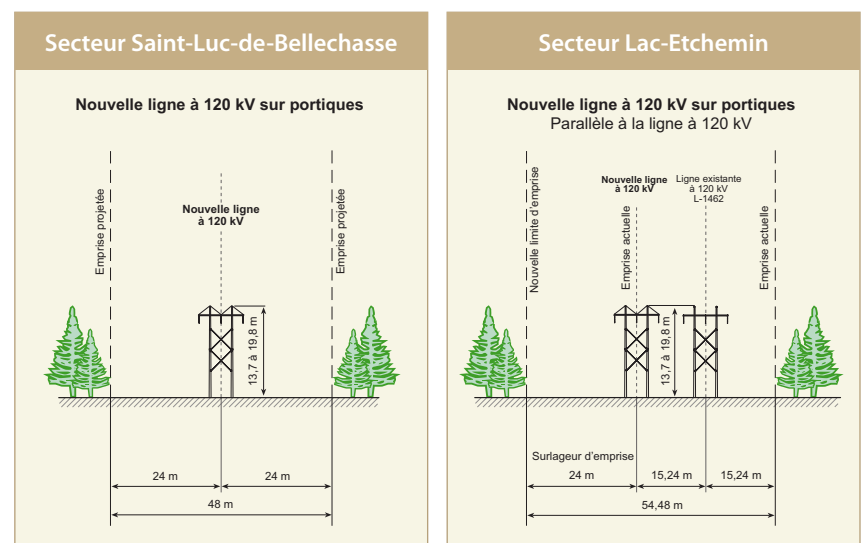 Secteur Saint-Luc-de-Bellechasse
Nouvelle ligne à 120 kV sur portiques
Emprise projetée
Nouvelle ligne
à 120 kV
Emprise projetée
13,7 à 19,8 m
24 m
24 m
48 m
Secteur Lac-Etchemin
Nouvelle ligne à 120 kV sur portiques
Parallèle à la ligne à 120 kV
Nouvelle limite d'emprise
Nouvelle ligne
à 120 kV
Emprise actuelle
Ligne existante
à 120 kV
L-1462
Emprise actuelle
13,7 à 19,8 m
Surlageur d'emprise
24 m
15,24 m
15,24 m
54,48 m